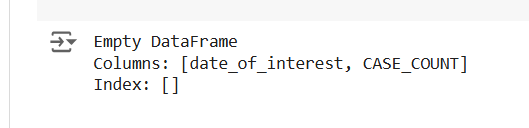 Empty DataFrame
Columns: [date_of_interest, CASE_COUNT]
Index: []